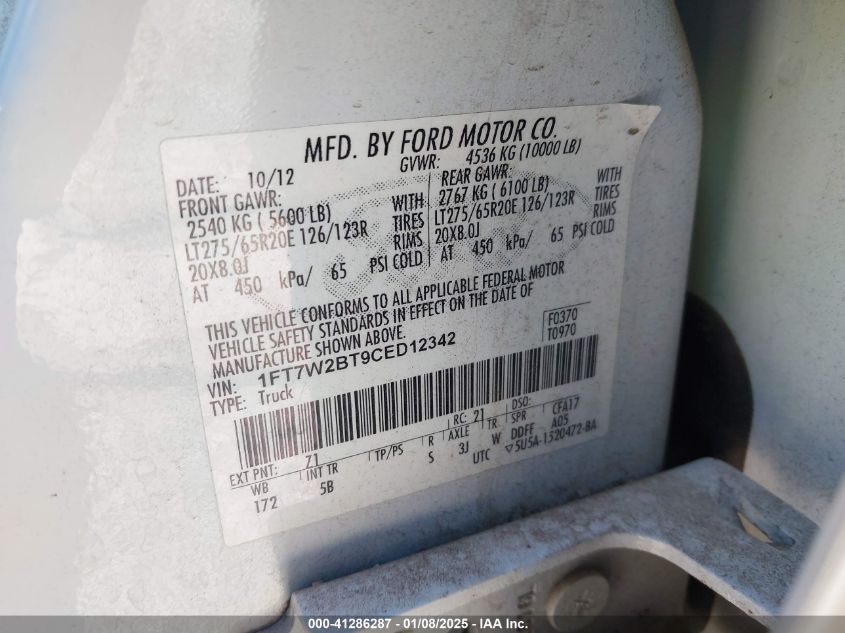 MFD. BY FORD MOTOR CO.
DATE: 10/12 GVWR: 4536 KG (10000 LB)
FRONT GAWR: REAR GAWR:
2540 KG ( 5600 LB) WITH 2767 KG ( 6100 LB) WITH
LT275/65R20E 126/123R TIRES LT275/65R20E 126/123R TIRES
20X8.0J RIMS 20X8.0J RIMS
AT 450 kPa/ 65 PSI COLD AT 450 kPa/ 65 PSI COLD
THIS VEHICLE CONFORMS TO ALL APPLICABLE FEDERAL MOTOR
VEHICLE SAFETY STANDARDS IN EFFECT ON THE DATE OF
MANUFACTURE SHOWN ABOVE.
F0370
T0970
VIN: 1FT7W2BT9CED12342
TYPE: Truck
EXT PNT: Z1 RC: 21 DSO:
WB INT TR TP/PS R AXLE TR SPR CFA17
172 5B S 3J W DDFF A05
UTC ▽5U5A-1520472-BA
000-41286287 - 01/08/2025 - IAA Inc.